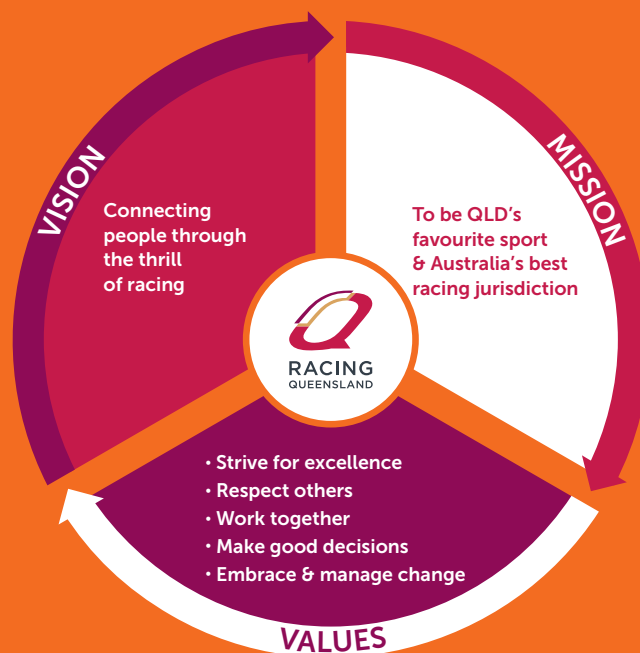 VISION
Connecting
people through
the thrill
of racing
MISSION
To be QLD's
favourite sport
& Australia's best
racing jurisdiction
RACING
QUEENSLAND
• Strive for excellence
• Respect others
• Work together
• Make good decisions
• Embrace & manage change
VALUES